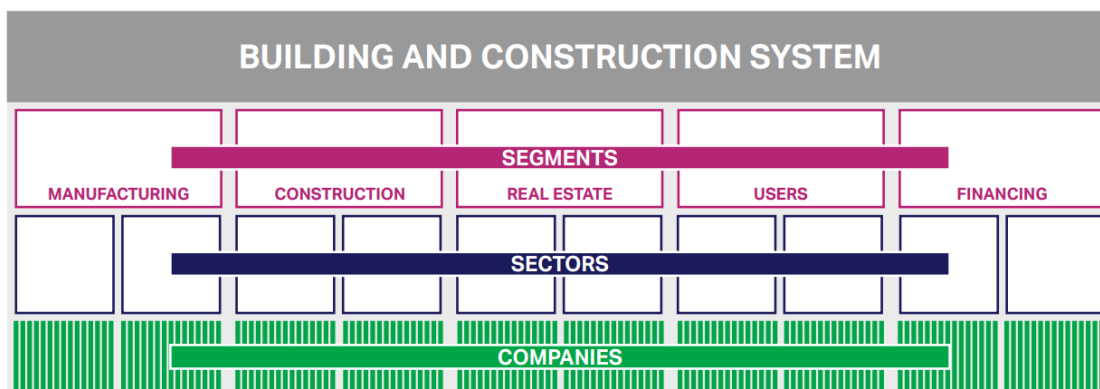 BUILDING AND CONSTRUCTION SYSTEM
SEGMENTS
MANUFACTURING CONSTRUCTION REAL ESTATE USERS FINANCING
SECTORS
COMPANIES